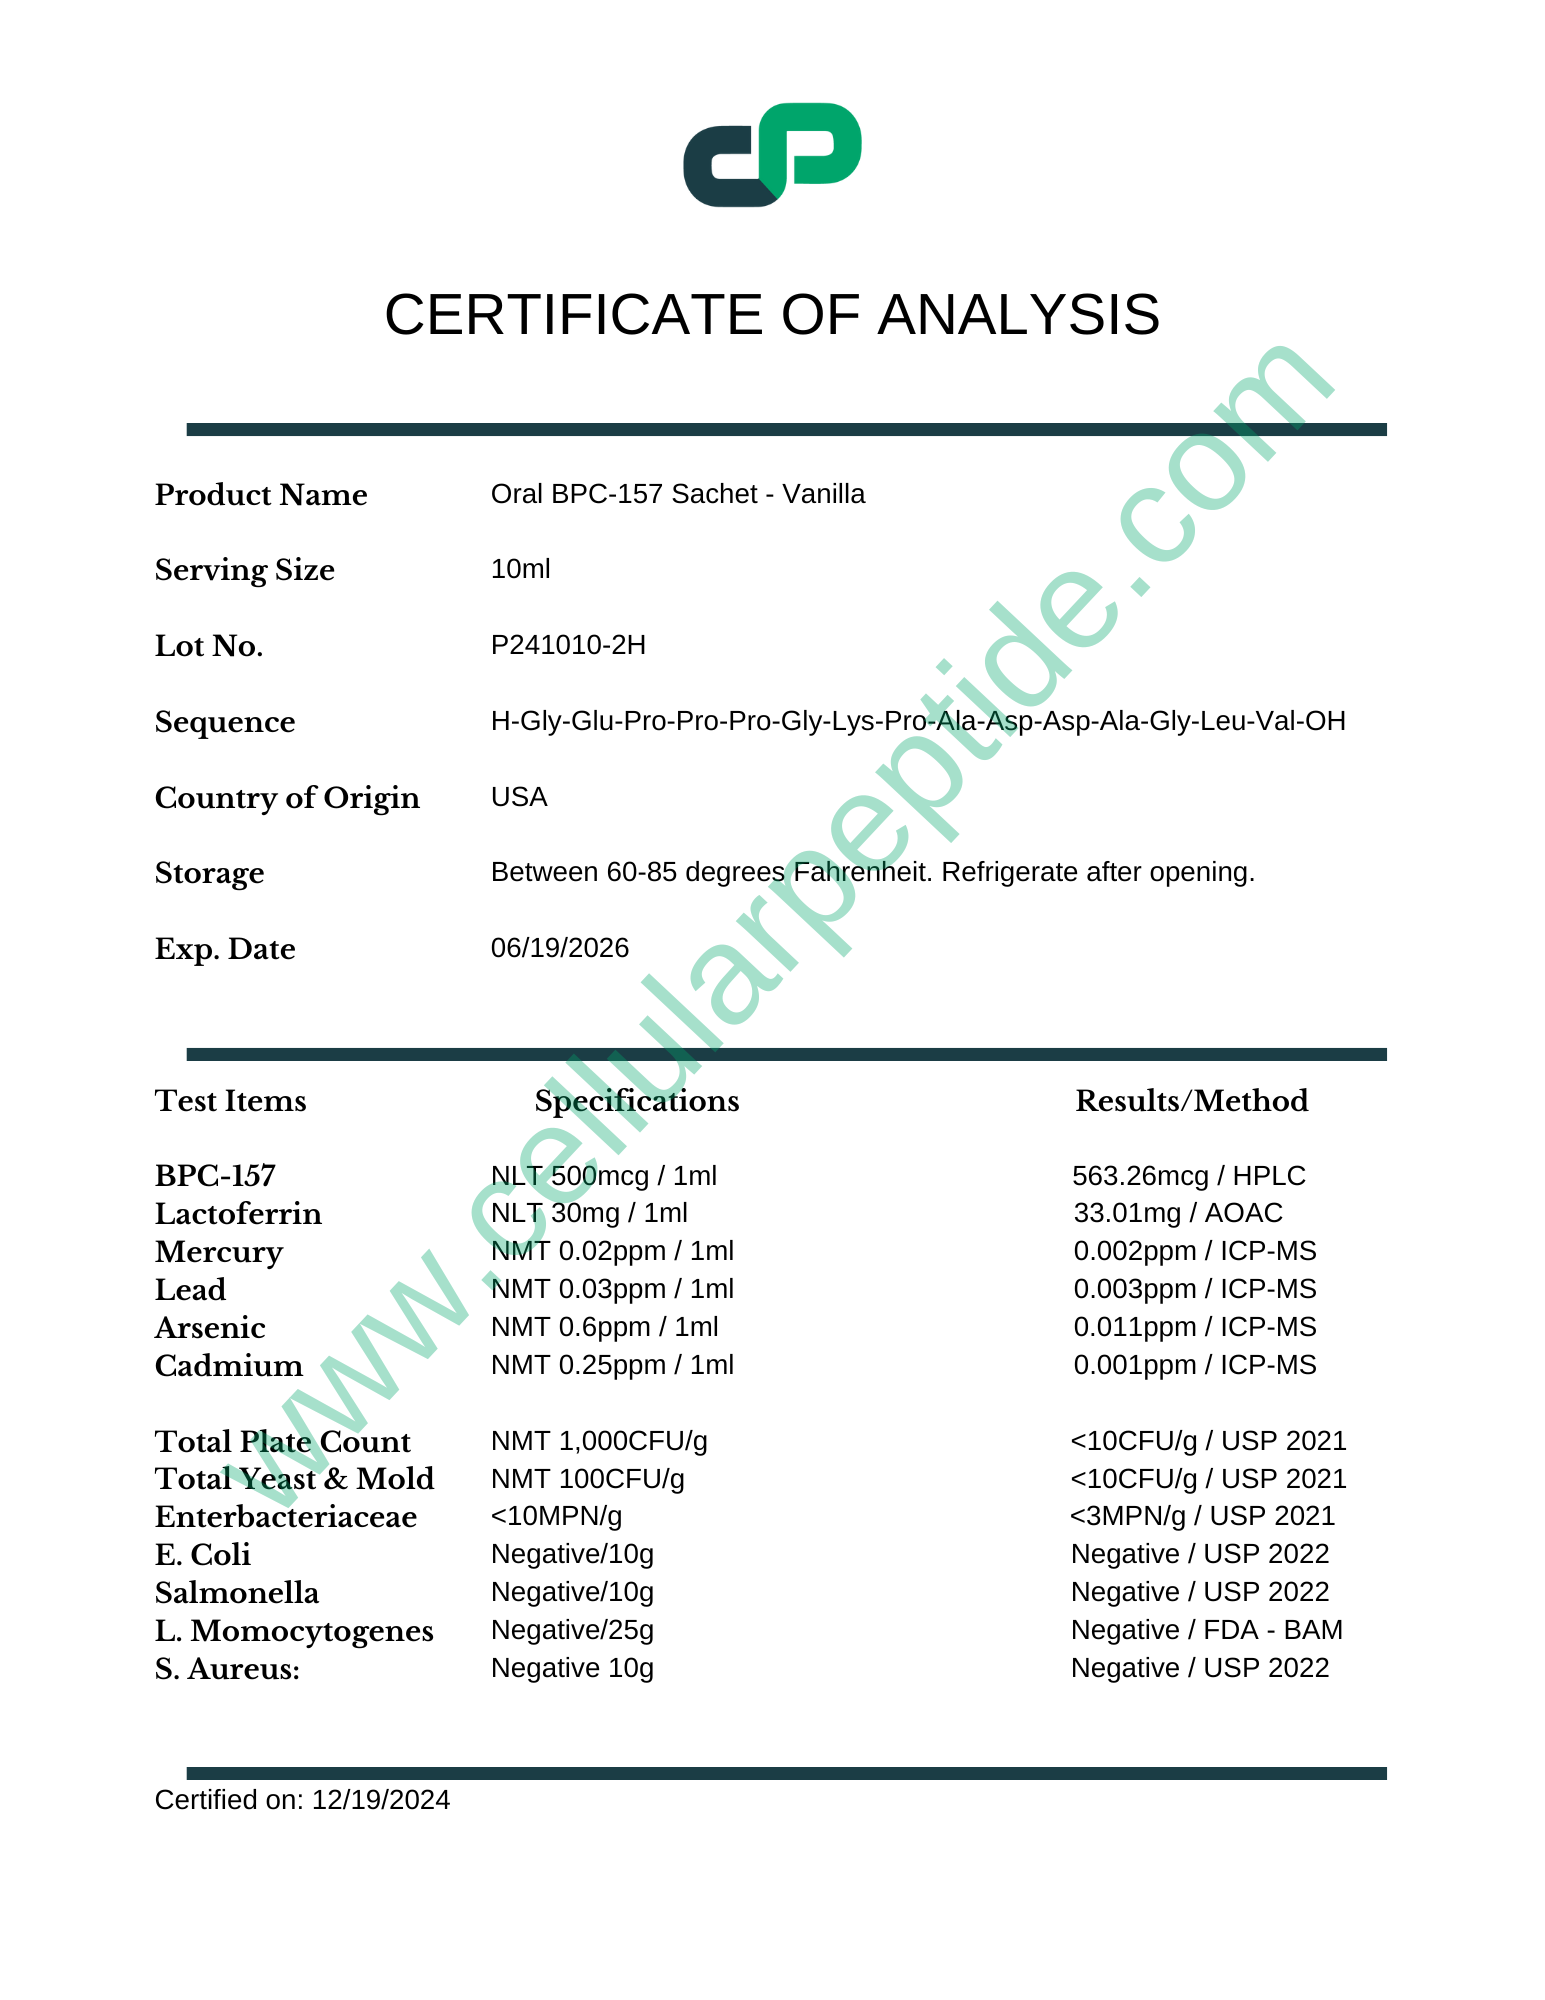 CP
CERTIFICATE OF ANALYSIS
Product Name Oral BPC-157 Sachet - Vanilla
Serving Size 10ml
Lot No. P241010-2H
Sequence H-Gly-Glu-Pro-Pro-Pro-Gly-Lys-Pro-Ala-Asp-Asp-Ala-Gly-Leu-Val-OH
Country of Origin USA
Storage Between 60-85 degrees Fahrenheit. Refrigerate after opening.
Exp. Date 06/19/2026
Test Items Specifications Results/Method
BPC-157 NLT 500mcg / 1ml 563.26mcg / HPLC
Lactoferrin NLT 30mg / 1ml 33.01mg / AOAC
Mercury NMT 0.02ppm / 1ml 0.002ppm / ICP-MS
Lead NMT 0.03ppm / 1ml 0.003ppm / ICP-MS
Arsenic NMT 0.6ppm / 1ml 0.011ppm / ICP-MS
Cadmium NMT 0.25ppm / 1ml 0.001ppm / ICP-MS
Total Plate Count NMT 1,000CFU/g <10CFU/g / USP 2021
Total Yeast & Mold NMT 100CFU/g <10CFU/g / USP 2021
Enterbacteriaceae <10MPN/g <3MPN/g / USP 2021
E. Coli Negative/10g Negative / USP 2022
Salmonella Negative/10g Negative / USP 2022
L. Momocytogenes Negative/25g Negative / FDA - BAM
S. Aureus: Negative 10g Negative / USP 2022
Certified on: 12/19/2024
www.cellularpeptide.com